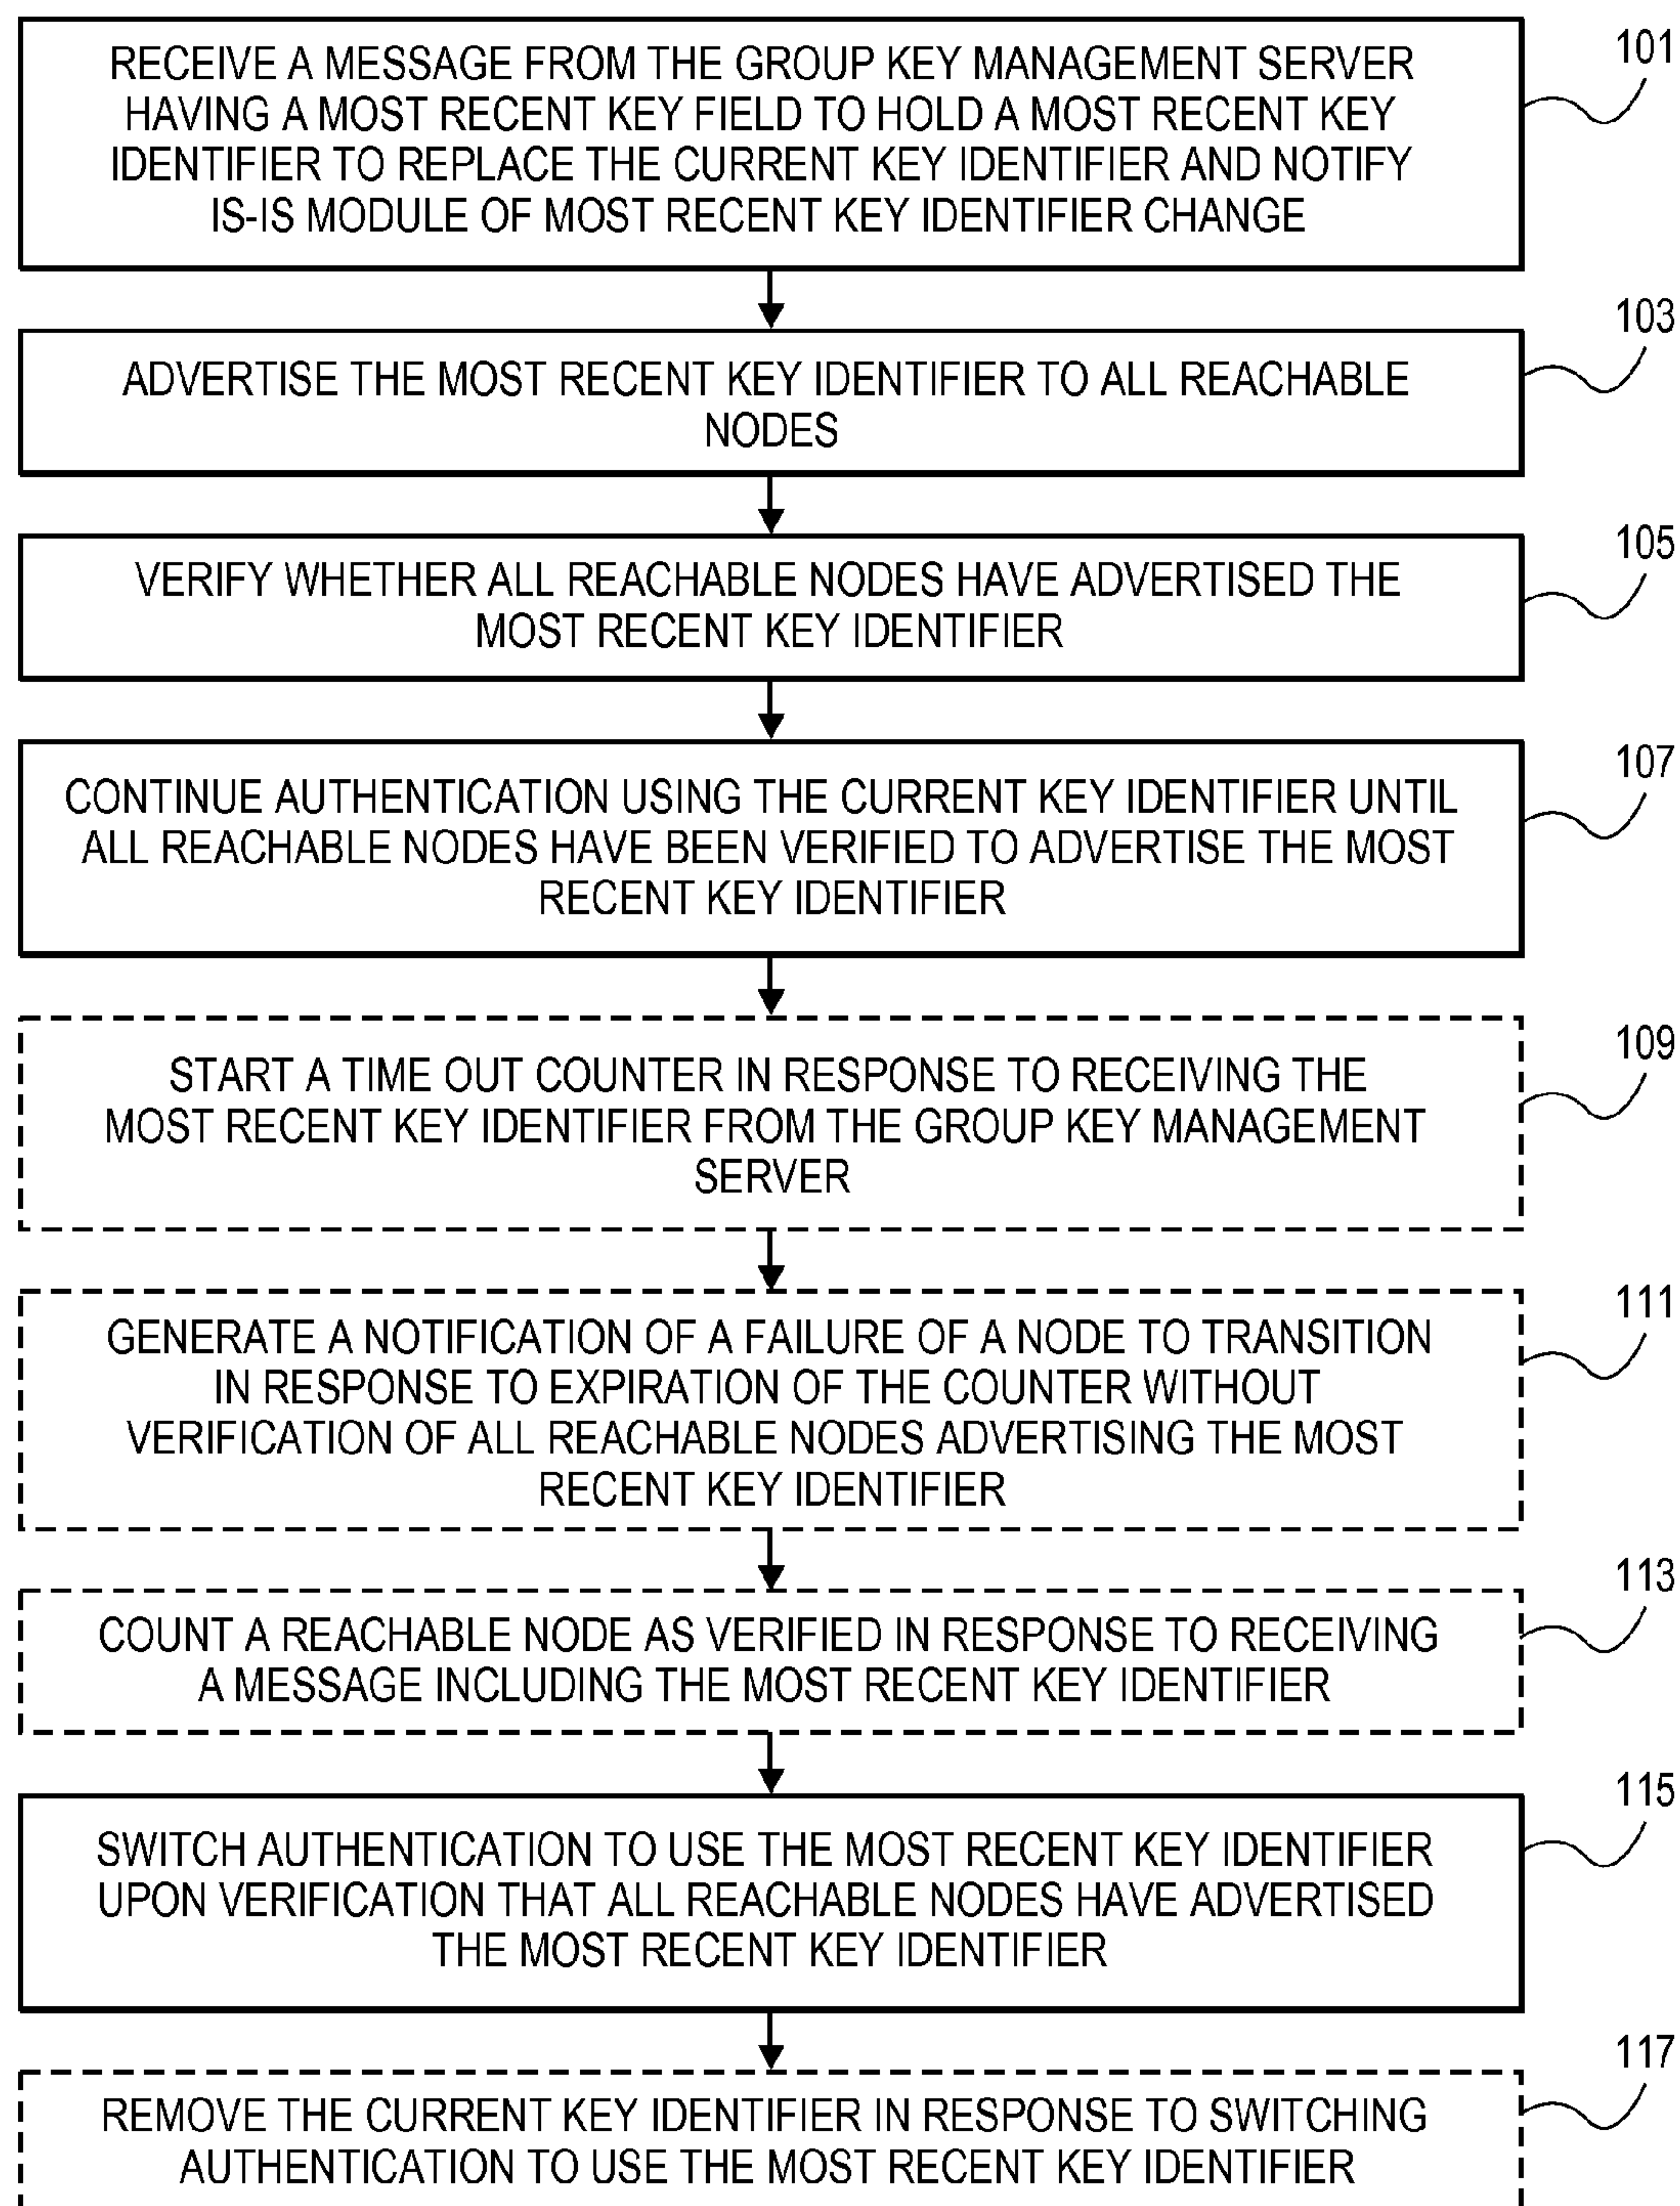 RECEIVE A MESSAGE FROM THE GROUP KEY MANAGEMENT SERVER
HAVING A MOST RECENT KEY FIELD TO HOLD A MOST RECENT KEY
IDENTIFIER TO REPLACE THE CURRENT KEY IDENTIFIER AND NOTIFY
IS-IS MODULE OF MOST RECENT KEY IDENTIFIER CHANGE
101
ADVERTISE THE MOST RECENT KEY IDENTIFIER TO ALL REACHABLE
NODES
103
VERIFY WHETHER ALL REACHABLE NODES HAVE ADVERTISED THE
MOST RECENT KEY IDENTIFIER
105
CONTINUE AUTHENTICATION USING THE CURRENT KEY IDENTIFIER UNTIL
ALL REACHABLE NODES HAVE BEEN VERIFIED TO ADVERTISE THE MOST
RECENT KEY IDENTIFIER
107
START A TIME OUT COUNTER IN RESPONSE TO RECEIVING THE
MOST RECENT KEY IDENTIFIER FROM THE GROUP KEY MANAGEMENT
SERVER
109
GENERATE A NOTIFICATION OF A FAILURE OF A NODE TO TRANSITION
IN RESPONSE TO EXPIRATION OF THE COUNTER WITHOUT
VERIFICATION OF ALL REACHABLE NODES ADVERTISING THE MOST
RECENT KEY IDENTIFIER
111
COUNT A REACHABLE NODE AS VERIFIED IN RESPONSE TO RECEIVING
A MESSAGE INCLUDING THE MOST RECENT KEY IDENTIFIER
113
SWITCH AUTHENTICATION TO USE THE MOST RECENT KEY IDENTIFIER
UPON VERIFICATION THAT ALL REACHABLE NODES HAVE ADVERTISED
THE MOST RECENT KEY IDENTIFIER
115
REMOVE THE CURRENT KEY IDENTIFIER IN RESPONSE TO SWITCHING
AUTHENTICATION TO USE THE MOST RECENT KEY IDENTIFIER
117